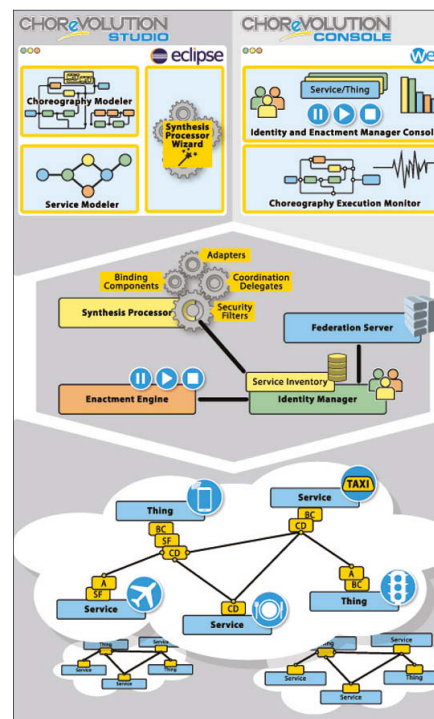 CHOReVOLUTION
STUDIO
CHOReVOLUTION
CONSOLE
eclipse
We
Choreography Modeler
Synthesis
Processor
Wizard
Service Modeler
Service/Thing
Identity and Enactment Manager Consol
Choreography Execution Monitor
Adapters
Binding
Components
Coordination
Delegates
Security
Filters
Synthesis Processor
Federation Server
Service Inventory
Enactment Engine
Identity Manager
Thing
BC
SF
CD
Service
TAXI
BC
CD
A
SF
Service
CD
Service
A
BC
Thing
Thing
Service
Thing
Service
Service
Service
Thing
Service